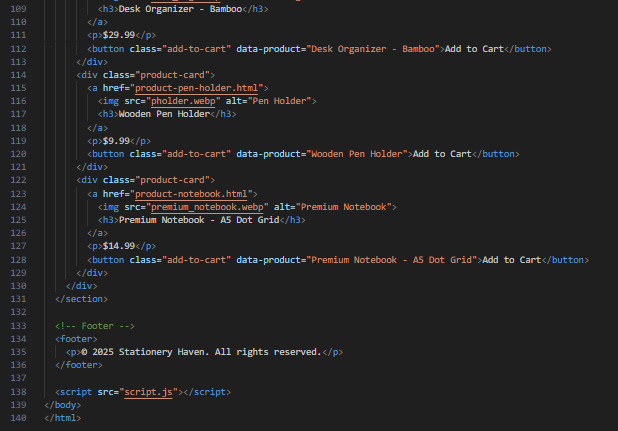 109 <h3>Desk Organizer - Bamboo</h3>
110 </a>
111 <p>$29.99</p>
112 <button class="add-to-cart" data-product="Desk Organizer - Bamboo">Add to Cart</button>
113 </div>
114 <div class="product-card">
115 <a href="product-pen-holder.html">
116 <img src="pholder.webp" alt="Pen Holder">
117 <h3>Wooden Pen Holder</h3>
118 </a>
119 <p>$9.99</p>
120 <button class="add-to-cart" data-product="Wooden Pen Holder">Add to Cart</button>
121 </div>
122 <div class="product-card">
123 <a href="product-notebook.html">
124 <img src="premium_notebook.webp" alt="Premium Notebook">
125 <h3>Premium Notebook - A5 Dot Grid</h3>
126 </a>
127 <p>$14.99</p>
128 <button class="add-to-cart" data-product="Premium Notebook - A5 Dot Grid">Add to Cart</button>
129 </div>
130 </div>
131 </section>
132
133 <!-- Footer -->
134 <footer>
135 <p>© 2025 Stationery Haven. All rights reserved.</p>
136 </footer>
137
138 <script src="script.js"></script>
139 </body>
140 </html>